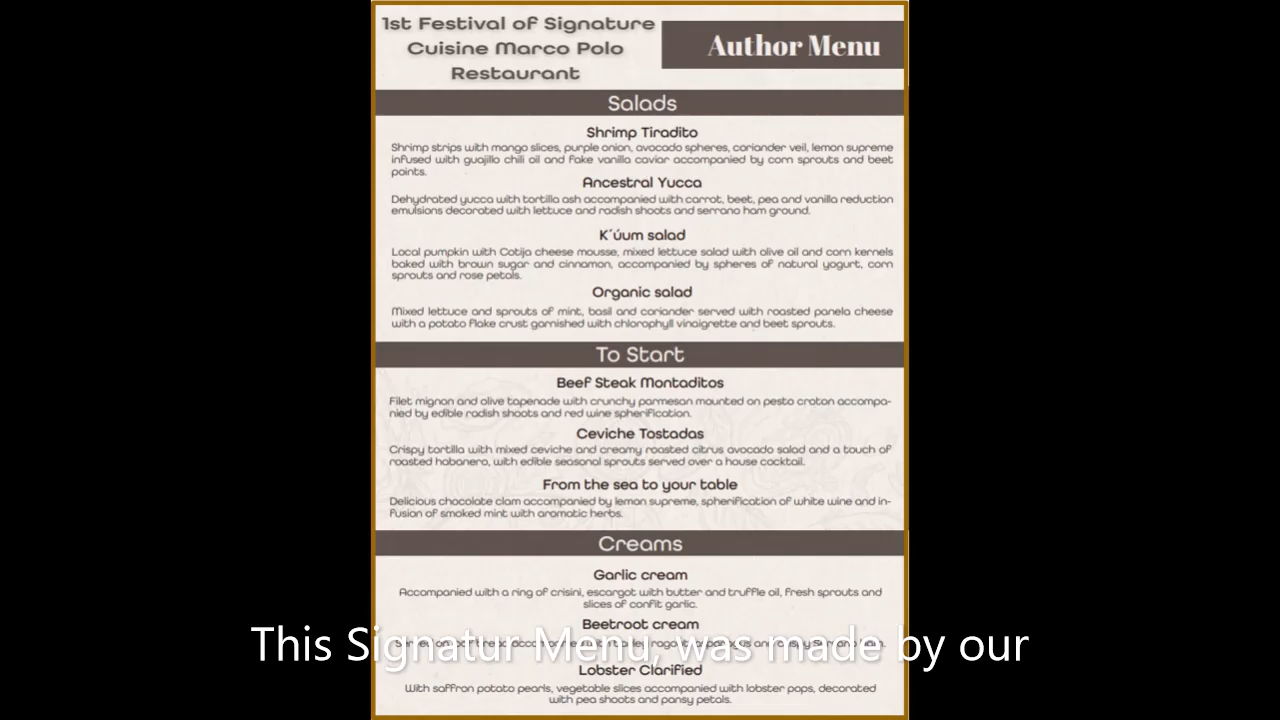 1st Festival of Signature
Cuisine Marco Polo
Restaurant
Author Menu
Salads
Shrimp Tiradito
Shrimp strips with mango slices, purple onion, avocado spheres, coriander veil, lemon supreme
infused with guajillo chili oil and fake vanilla caviar accompanied by corn sprouts and beet
points.
Ancestral Yucca
Dehydrated yucca with tortilla ash accompanied with carrot, beet, pea and vanilla reduction
emulsions decorated with lettuce and radish shoots and serrano ham ground.
K´úum salad
Local pumpkin with Cotija cheese mousse, mixed lettuce salad with olive oil and corn kernels
baked with brown sugar and cinnamon, accompanied by spheres of natural yogurt, corn
sprouts and rose petals.
Organic salad
Mixed lettuce and sprouts of mint, basil and coriander served with roasted panela cheese
with a potato flake crust garnished with chlorophyll vinaigrette and beet sprouts.
To Start
Beef Steak Montaditos
Filet mignon and olive tapenade with crunchy parmesan mounted on pesto croton accompa-
nied by edible radish shoots and red wine spherification.
Ceviche Tostadas
Crispy tortilla with mixed ceviche and creamy roasted citrus avocado salad and a touch of
roasted habanero, with edible seasonal sprouts served over a house cocktail.
From the sea to your table
Delicious chocolate clam accompanied by lemon supreme, spherification of white wine and in-
fusion of smoked mint with aromatic herbs.
Creams
Garlic cream
Accompanied with a ring of crisini, escargot with butter and truffle oil, fresh sprouts and
slices of confit garlic.
Beetroot cream
This Signatur Menu, was made by our
Lobster Clarified
With saffron potato pearls, vegetable slices accompanied with lobster pops, decorated
with pea shoots and pansy petals.